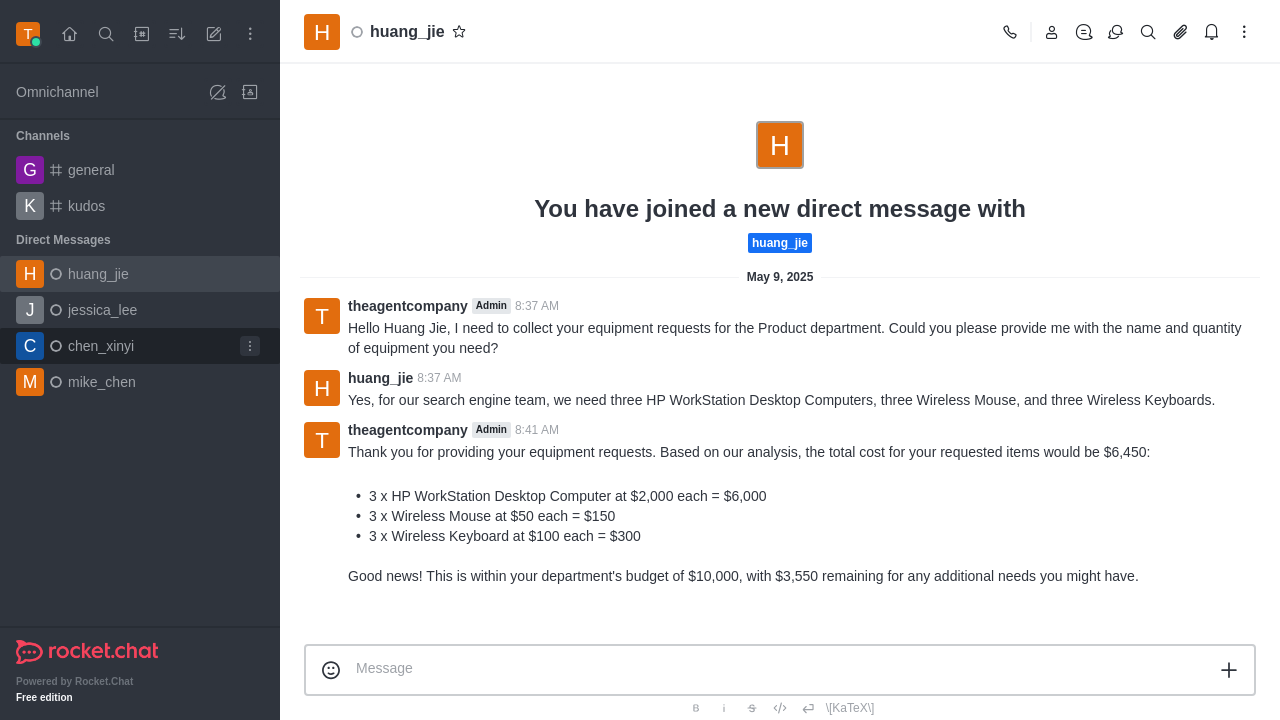 T
H
huang_jie
Omnichannel
Channels
G general
K kudos
Direct Messages
H huang_jie
J jessica_lee
C chen_xinyi
M mike_chen
rocket.chat
Powered by Rocket.Chat
Free edition
H
You have joined a new direct message with
huang_jie
May 9, 2025
T
theagentcompany Admin 8:37 AM
Hello Huang Jie, I need to collect your equipment requests for the Product department. Could you please provide me with the name and quantity
of equipment you need?
H
huang_jie 8:37 AM
Yes, for our search engine team, we need three HP WorkStation Desktop Computers, three Wireless Mouse, and three Wireless Keyboards.
T
theagentcompany Admin 8:41 AM
Thank you for providing your equipment requests. Based on our analysis, the total cost for your requested items would be $6,450:
• 3 x HP WorkStation Desktop Computer at $2,000 each = $6,000
• 3 x Wireless Mouse at $50 each = $150
• 3 x Wireless Keyboard at $100 each = $300
Good news! This is within your department's budget of $10,000, with $3,550 remaining for any additional needs you might have.
Message
B i S \[KaTeX\]